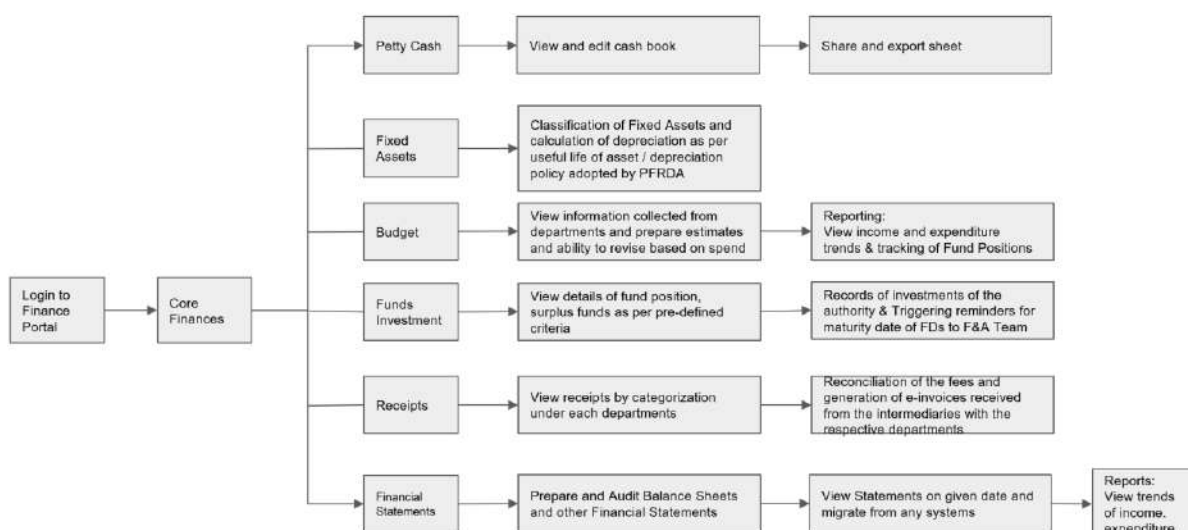 Petty Cash
View and edit cash book
Share and export sheet
Fixed
Assets
Classification of Fixed Assets and
calculation of depreciation as per
useful life of asset / depreciation
policy adopted by PFRDA
Budget
View information collected from
departments and prepare estimates
and ability to revise based on spend
Reporting:
View income and expenditure
trends & tracking of Fund Positions
Login to
Finance
Portal
Core
Finances
Funds
Investment
View details of fund position,
surplus funds as per pre-defined
criteria
Records of investments of the
authority & Triggering reminders for
maturity date of FDs to F&A Team
Receipts
View receipts by categorization
under each departments
Reconciliation of the fees and
generation of e-invoices received
from the intermediaries with the
respective departments
Financial
Statements
Prepare and Audit Balance Sheets
and other Financial Statements
View Statements on given date and
migrate from any systems
Reports:
View trends
of income,
expenditure